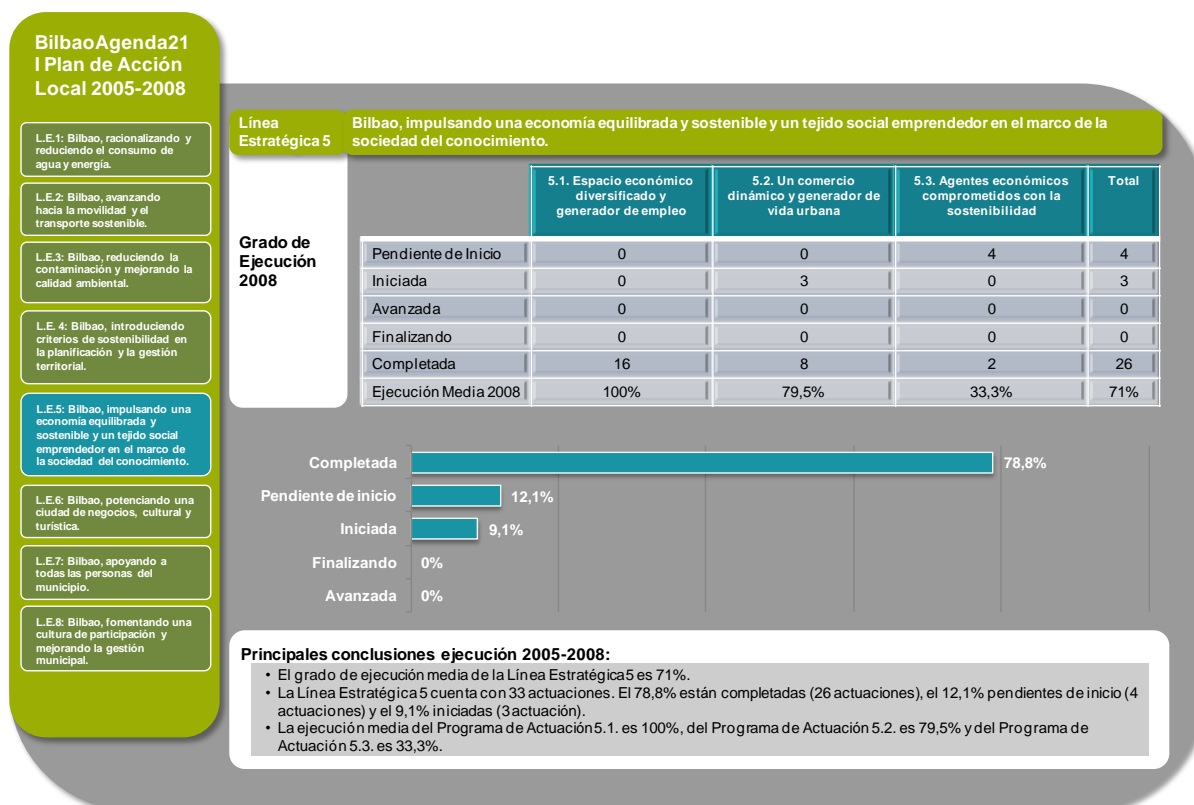 BilbaoAgenda21
I Plan de Acción
Local 2005-2008
L.E.1: Bilbao, racionalizando y
reduciendo el consumo de
agua y energía.
L.E.2: Bilbao, avanzando
hacia la movilidad y el
transporte sostenible.
L.E.3: Bilbao, reduciendo la
contaminación y mejorando la
calidad ambiental.
L.E. 4: Bilbao, introduciendo
criterios de sostenibilidad en
la planificación y la gestión
territorial.
L.E.5: Bilbao, impulsando una
economía equilibrada y
sostenible y un tejido social
emprendedor en el marco de
la sociedad del conocimiento.
L.E.6: Bilbao, potenciando una
ciudad de negocios, cultural y
turística.
L.E.7: Bilbao, apoyando a
todas las personas del
municipio.
L.E.8: Bilbao, fomentando una
cultura de participación y
mejorando la gestión
municipal.
Línea
Estratégica 5
Bilbao, impulsando una economía equilibrada y sostenible y un tejido social emprendedor en el marco de la
sociedad del conocimiento.
Grado de
Ejecución
2008
5.1. Espacio económico
diversificado y
generador de empleo
5.2. Un comercio
dinámico y generador de
vida urbana
5.3. Agentes económicos
comprometidos con la
sostenibilidad
Total
Pendiente de Inicio 0 0 4 4
Iniciada 0 3 0 3
Avanzada 0 0 0 0
Finalizando 0 0 0 0
Completada 16 8 2 26
Ejecución Media 2008 100% 79,5% 33,3% 71%
Completada 78,8%
Pendiente de inicio 12,1%
Iniciada 9,1%
Finalizando 0%
Avanzada 0%
Principales conclusiones ejecución 2005-2008:
• El grado de ejecución media de la Línea Estratégica 5 es 71%.
• La Línea Estratégica 5 cuenta con 33 actuaciones. El 78,8% están completadas (26 actuaciones), el 12,1% pendientes de inicio (4
actuaciones) y el 9,1% iniciadas (3 actuación).
• La ejecución media del Programa de Actuación 5.1. es 100%, del Programa de Actuación 5.2. es 79,5% y del Programa de
Actuación 5.3. es 33,3%.